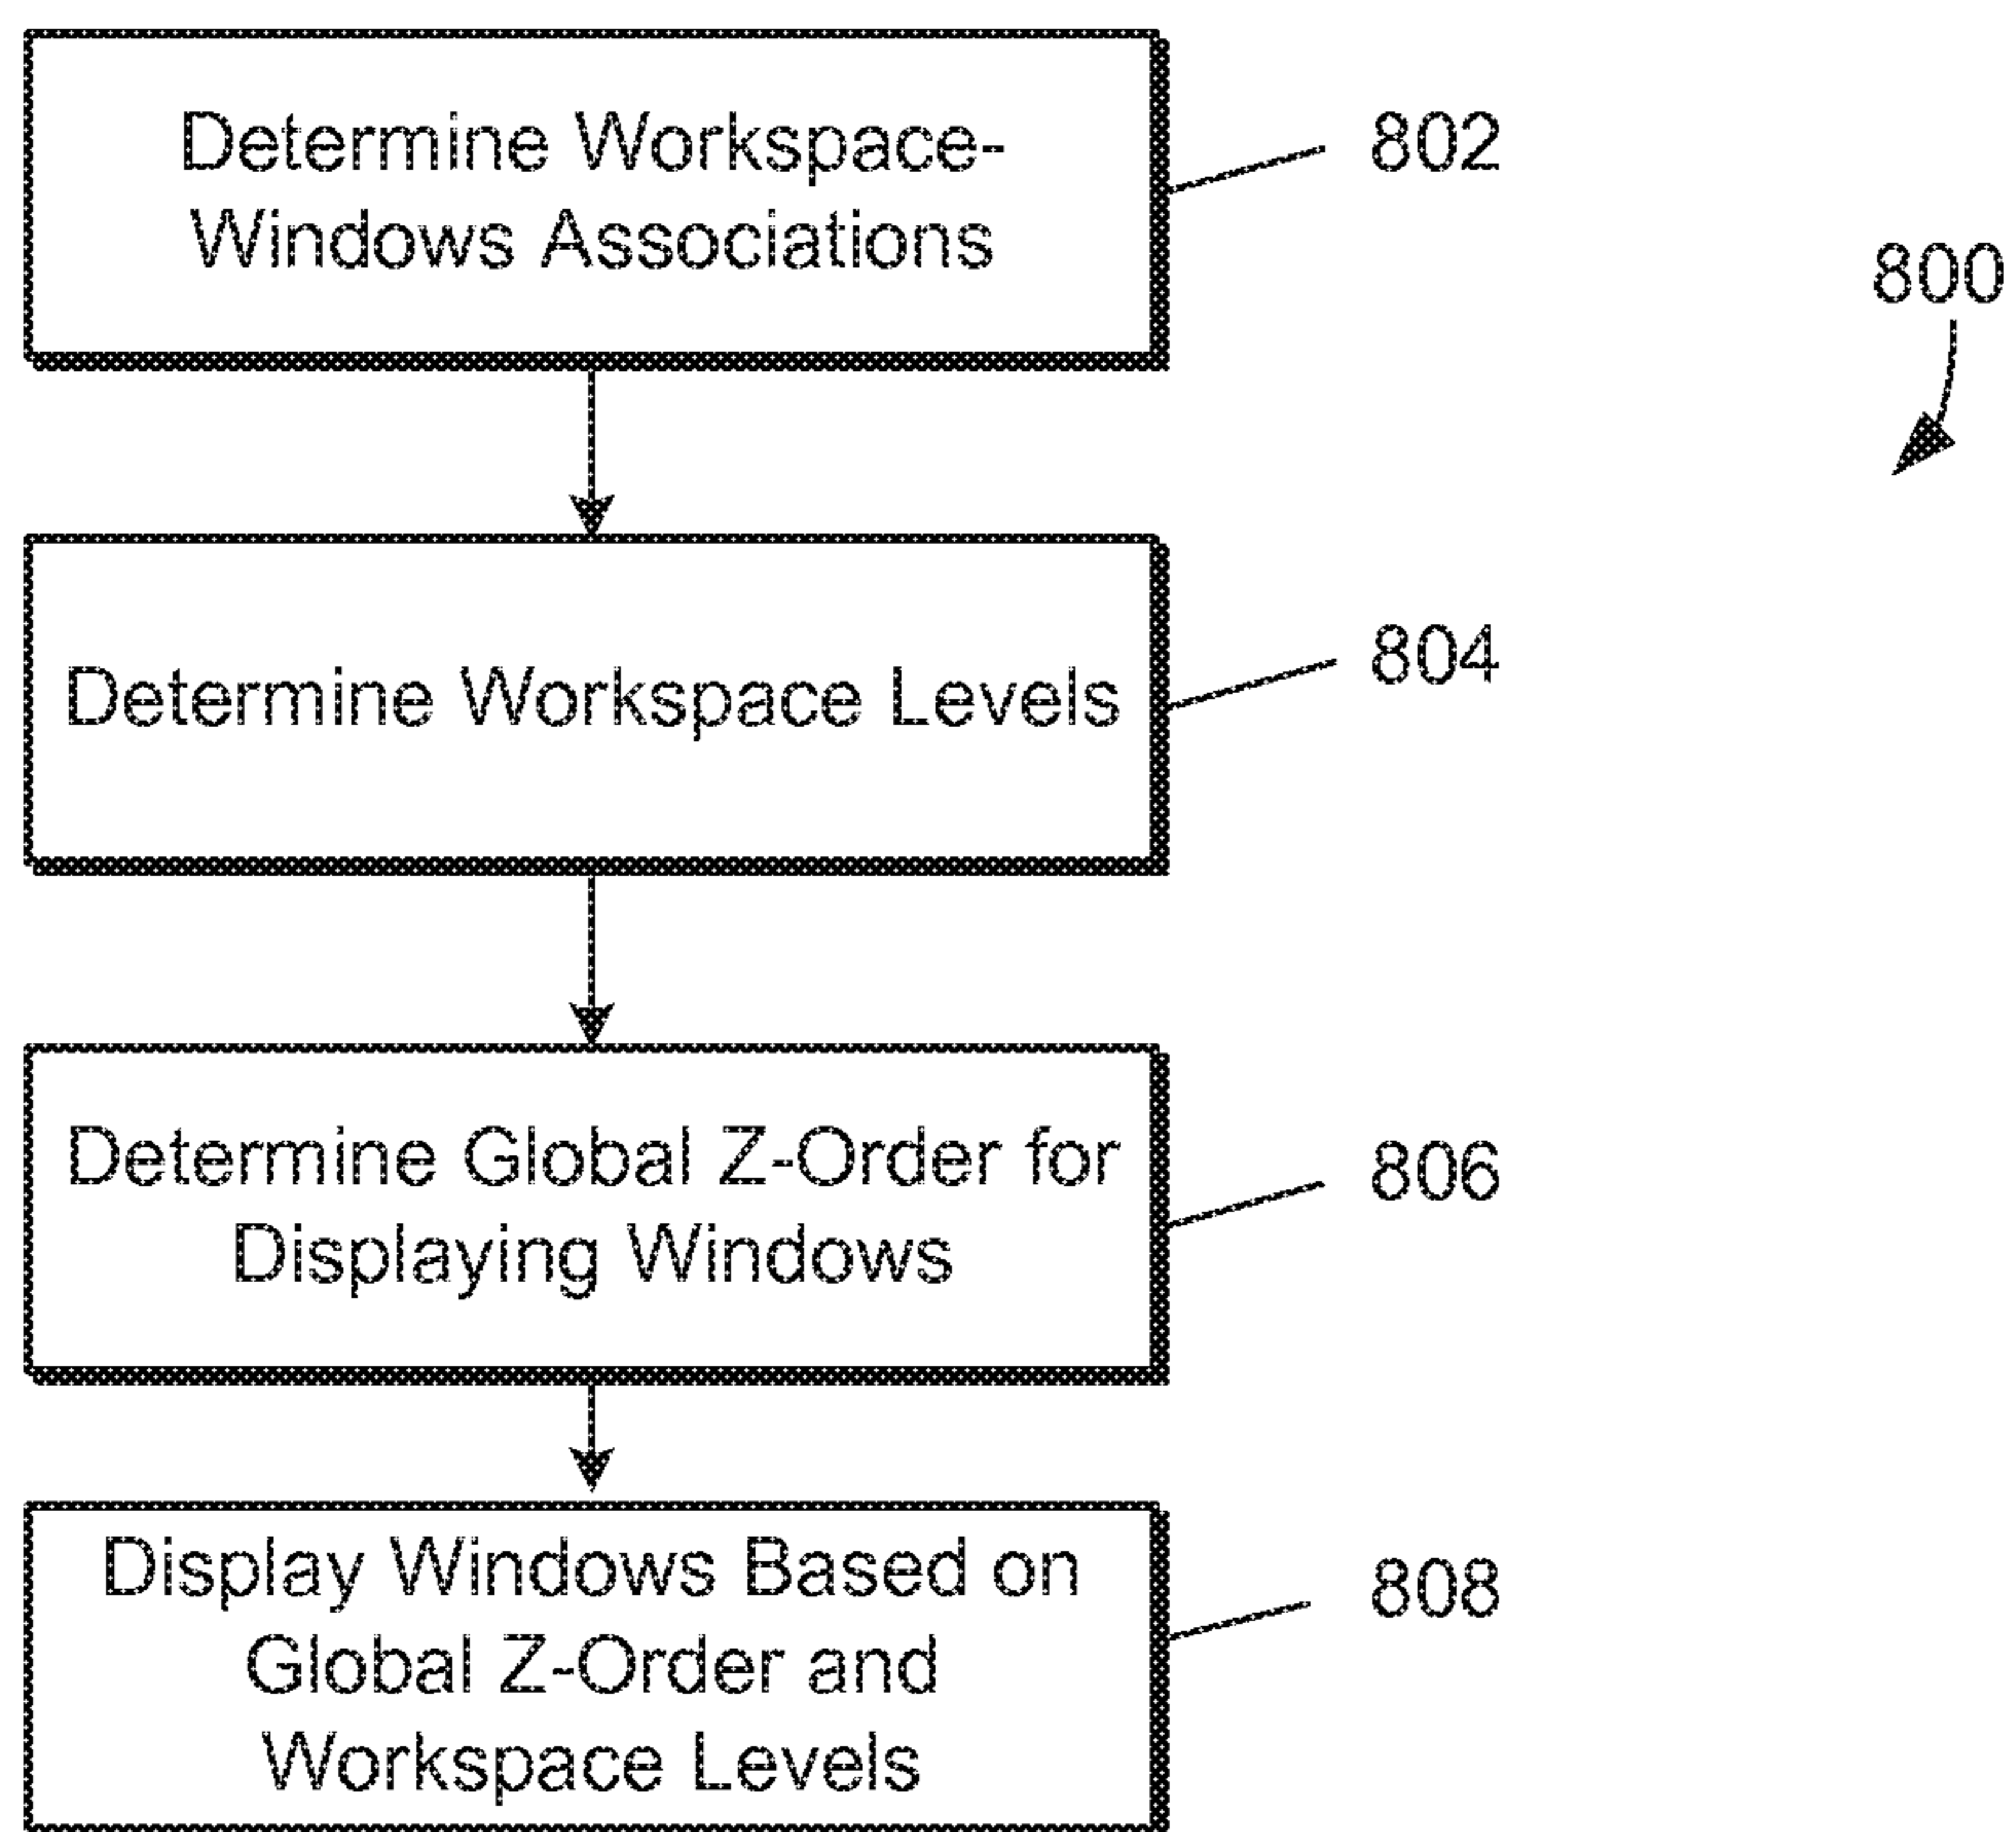 Determine Workspace-
Windows Associations
802
800
Determine Workspace Levels
804
Determine Global Z-Order for
Displaying Windows
806
Display Windows Based on
Global Z-Order and
Workspace Levels
808